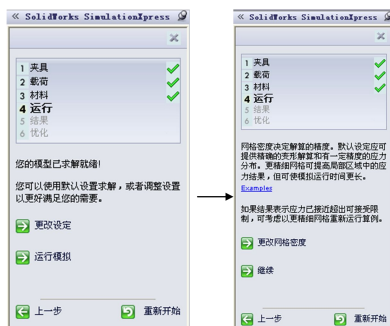 « SolidWorks SimulationXpress
1 夹具
2 载荷
3 材料
4 运行
5 结果
6 优化
您的模型已求解就绪!
您可以使用默认设置求解，或者调整设置
以更好满足您的需要。
更改设定
运行模拟
上一步
重新开始
« SolidWorks SimulationXpress
1 夹具
2 载荷
3 材料
4 运行
5 结果
6 优化
网格密度决定解算的精度。默认设定应可
提供精确的变形解算和有一定精度的应力
分布。更精细网格可提高局部区域中的应
力结果，但可使模拟运行时间更长。
Examples
如果结果表示应力已接近超出可接受限
制，可考虑以更精细网格重新运行算例。
更改网格密度
继续
上一步
重新开始